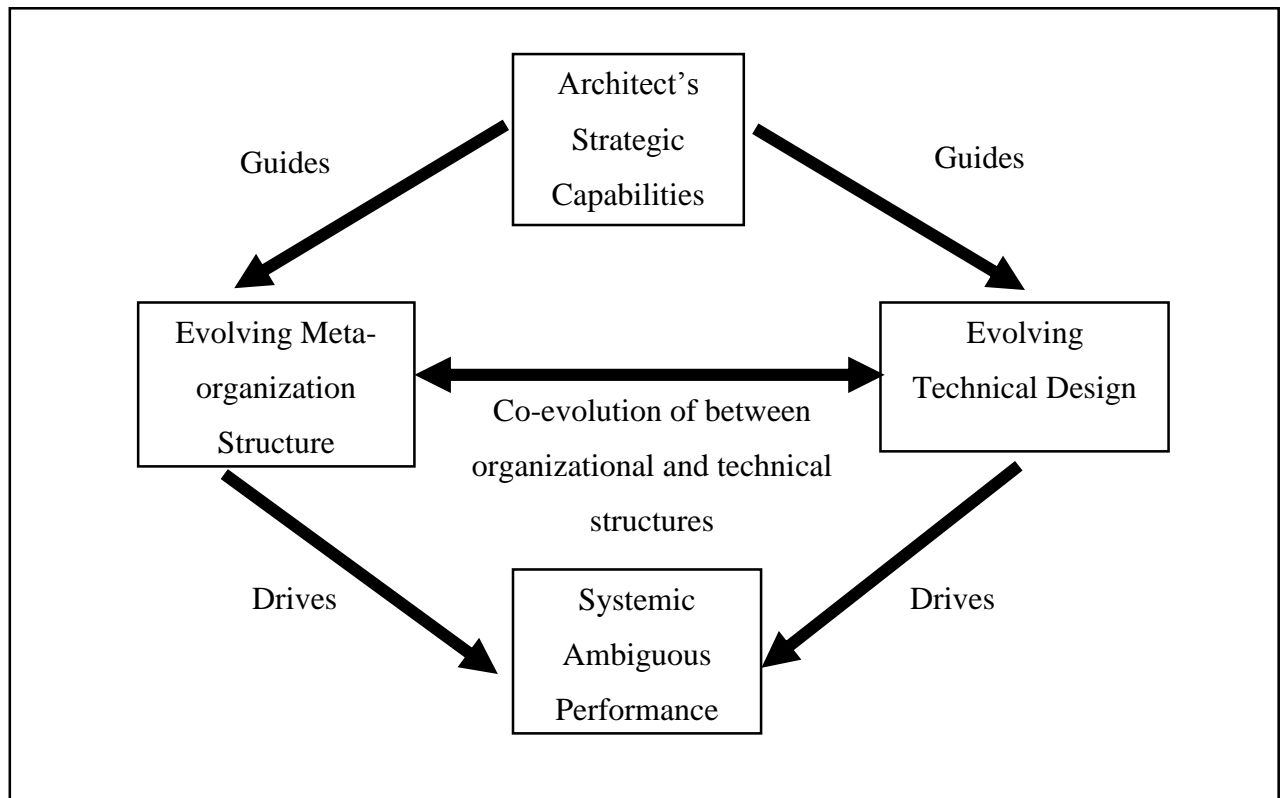 Architect’s
Strategic
Capabilities
Guides
Guides
Evolving Meta-
organization
Structure
Evolving
Technical Design
Co-evolution of between
organizational and technical
structures
Drives
Drives
Systemic
Ambiguous
Performance